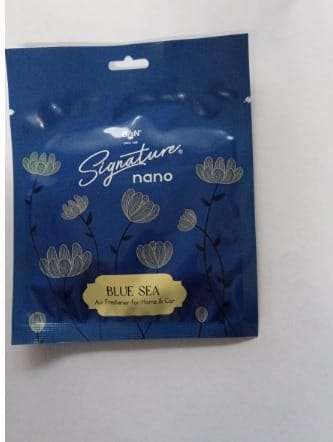 Signature®
nano
BLUE SEA
Air Freshener for Home & Car